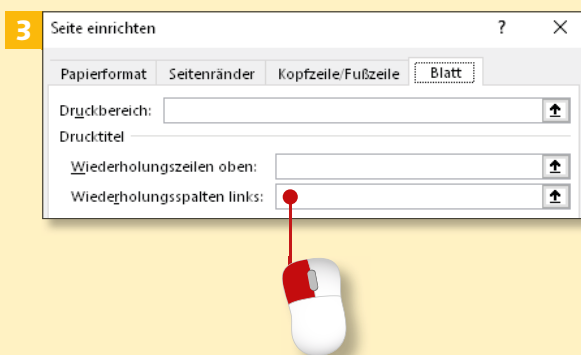 3
Seite einrichten ? ×
Papierformat Seitenränder Kopfzeile/Fußzeile Blatt
Druckbereich:
Drucktitel
Wiederholungszeilen oben:
Wiederholungsspalten links: